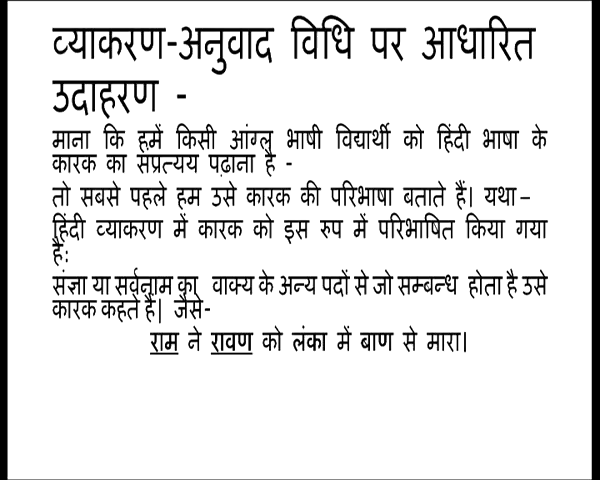 व्याकरण-अनुवाद विधि पर आधारित
उदाहरण -
माना कि हमें किसी आंग्ल भाषी विद्यार्थी को हिंदी भाषा के
कारक का संप्रत्यय पढ़ाना है -
तो सबसे पहले हम उसे कारक की परिभाषा बताते हैं। यथा–
हिंदी व्याकरण में कारक को इस रुप में परिभाषित किया गया
है:
संज्ञा या सर्वनाम का वाक्य के अन्य पदों से जो सम्बन्ध होता है उसे
कारक कहते हैं| जैसे-
राम ने रावण को लंका में बाण से मारा।